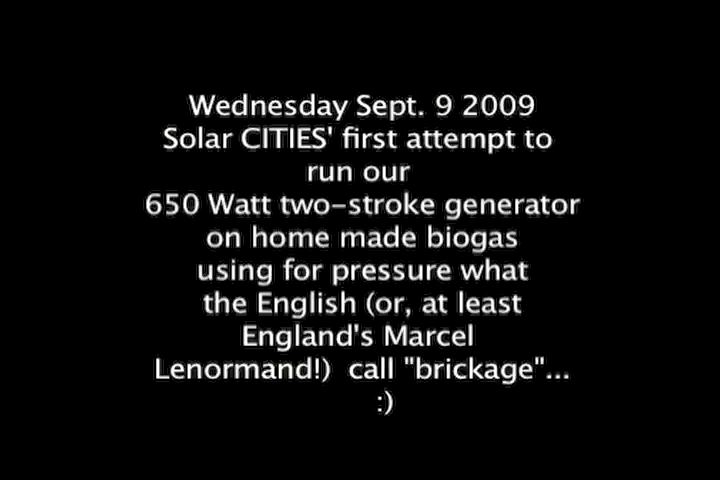 Wednesday Sept. 9 2009
Solar CITIES' first attempt to
run our
650 Watt two-stroke generator
on home made biogas
using for pressure what
the English (or, at least
England's Marcel
Lenormand!)  call "brickage"...
:)